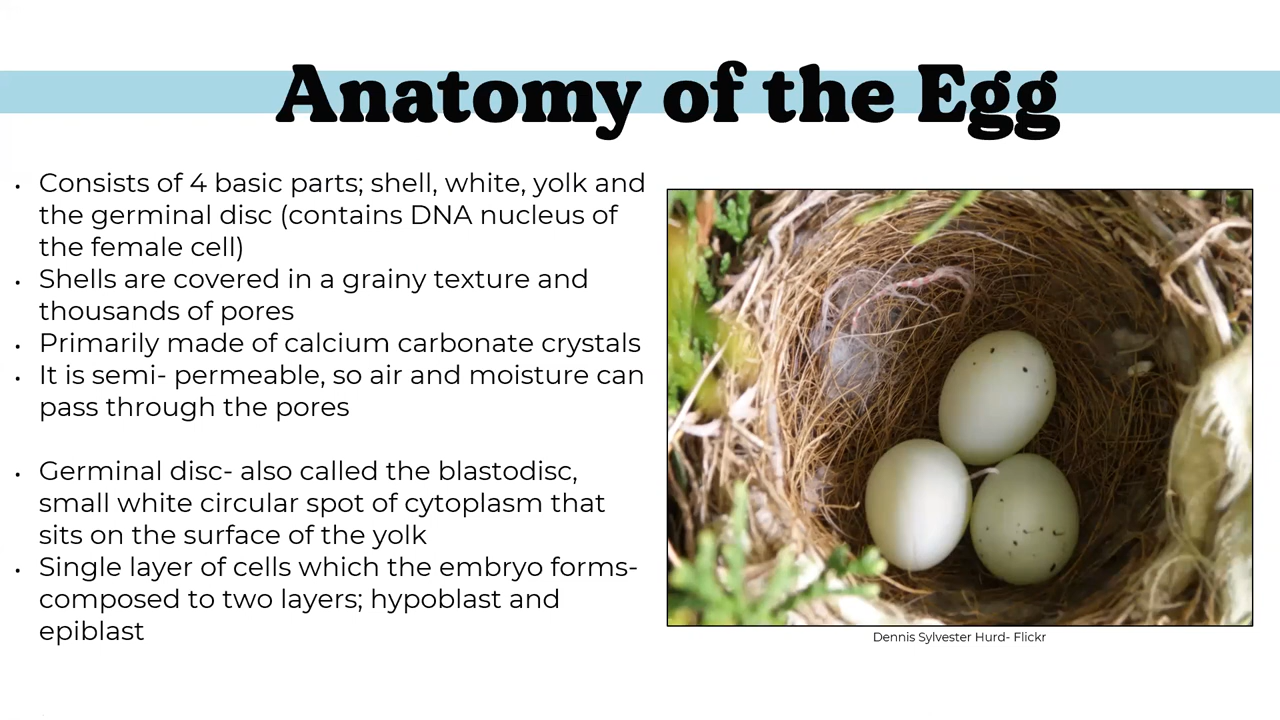 Anatomy of the Egg
• Consists of 4 basic parts; shell, white, yolk and
the germinal disc (contains DNA nucleus of
the female cell)
• Shells are covered in a grainy texture and
thousands of pores
• Primarily made of calcium carbonate crystals
• It is semi- permeable, so air and moisture can
pass through the pores
• Germinal disc- also called the blastodisc,
small white circular spot of cytoplasm that
sits on the surface of the yolk
• Single layer of cells which the embryo forms-
composed to two layers; hypoblast and
epiblast
Dennis Sylvester Hurd- Flickr